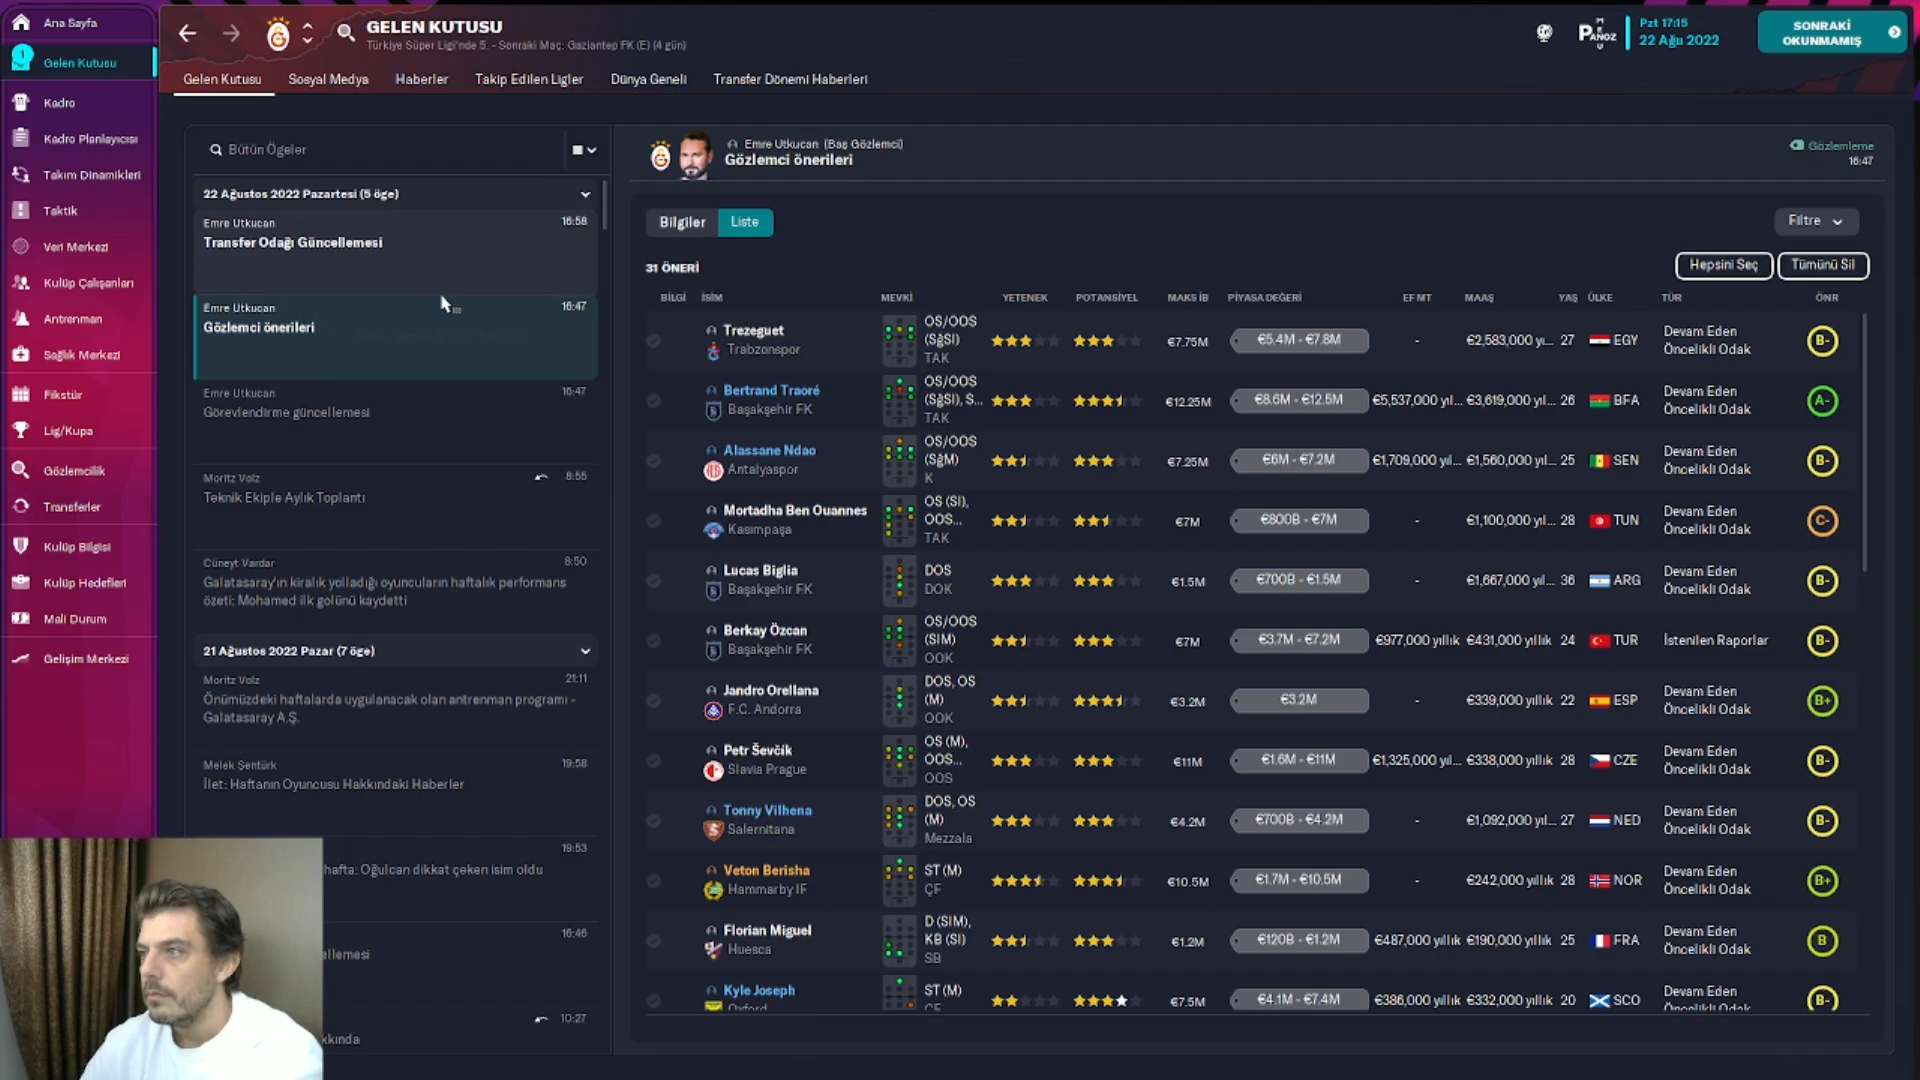 Ana Sayfa
1
Gelen Kutusu
Kadro
Kadro Planlayıcısı
Takım Dinamikleri
Taktik
Veri Merkezi
Kulüp Çalışanları
Antrenman
Sağlık Merkezi
Fikstür
Lig/Kupa
Gözlemcilik
Transferler
Kulüp Bilgisi
Kulüp Hedefleri
Mali Durum
Gelişim Merkezi
GELEN KUTUSU
Türkiye Süper Ligi'nde 5. - Sonraki Maç: Gaziantep FK (E) (4 gün)
Pzt 17:15
22 Ağu 2022
SONRAKİ
OKUNMAMIŞ
Gelen Kutusu Sosyal Medya Haberler Takip Edilen Ligler Dünya Geneli Transfer Dönemi Haberleri
Bütün Ögeler
22 Ağustos 2022 Pazartesi (5 öge)
Emre Utkucan 16:58
Transfer Odağı Güncellemesi
Emre Utkucan 16:47
Gözlemci önerileri
Emre Utkucan 16:47
Görevlendirme güncellemesi
Moritz Volz 8:55
Teknik Ekiple Aylık Toplantı
Cüneyt Vardar 8:50
Galatasaray'ın kiralık yolladığı oyuncuların haftalık performans
özeti: Mohamed ilk golünü kaydetti
21 Ağustos 2022 Pazar (7 öge)
Moritz Volz 21:11
Önümüzdeki haftalarda uygulanacak olan antrenman programı -
Galatasaray A.Ş.
Melek Şentürk 19:58
İlet: Haftanın Oyuncusu Hakkındaki Haberler
19:53
hafta: Oğulcan dikkat çeken isim oldu
16:46
ellemesi
10:27
kkında
Emre Utkucan (Baş Gözlemci)
Gözlemci önerileri
Gözlemleme
16:47
Bilgiler Liste
Filtre
31 ÖNERİ
Hepsini Seç Tümünü Sil
BİLGİ İSİM MEVKİ YETENEK POTANSİYEL MAKS İB PİYASA DEĞERİ EF MT MAAŞ YAŞ ÜLKE TÜR ÖNR
Trezeguet
Trabzonspor
OS/OOS
(SğSl)
TAK
€7.75M €5.4M - €7.8M - €2,583,000 yı... 27 EGY
Devam Eden
Öncelikli Odak
B-
Bertrand Traoré
Başakşehir FK
OS/OOS
(SğSl), S...
TAK
€12.25M €8.6M - €12.5M €5,537,000 yıl... €3,619,000 yıl... 26 BFA
Devam Eden
Öncelikli Odak
A-
Alassane Ndao
Antalyaspor
OS/OOS
(SğM)
K
€7.25M €6M - €7.2M €1,709,000 yıl... €1,560,000 yıl... 25 SEN
Devam Eden
Öncelikli Odak
B-
Mortadha Ben Ouannes
Kasımpaşa
OS (Sl),
OOS...
TAK
€7M €800B - €7M - €1,100,000 yıl... 28 TUN
Devam Eden
Öncelikli Odak
C-
Lucas Biglia
Başakşehir FK
DOS
DOK
€1.5M €700B - €1.5M - €1,667,000 yıl... 36 ARG
Devam Eden
Öncelikli Odak
B-
Berkay Özcan
Başakşehir FK
OS/OOS
(SlM)
OOK
€7M €3.7M - €7.2M €977,000 yıllık €431,000 yıllık 24 TUR
İstenilen Raporlar
B-
Jandro Orellana
F.C. Andorra
DOS, OS
(M)
OOK
€3.2M €3.2M - €339,000 yıllık 22 ESP
Devam Eden
Öncelikli Odak
B+
Petr Ševčík
Slavia Prague
OS (M),
OOS...
OOS
€11M €1.6M - €11M €1,325,000 yıl... €338,000 yıllık 28 CZE
Devam Eden
Öncelikli Odak
B-
Tonny Vilhena
Salernitana
DOS, OS
(M)
Mezzala
€4.2M €700B - €4.2M - €1,092,000 yıl... 27 NED
Devam Eden
Öncelikli Odak
B-
Veton Berisha
Hammarby IF
ST (M)
ÇF
€10.5M €1.7M - €10.5M - €242,000 yıllık 28 NOR
Devam Eden
Öncelikli Odak
B+
Florian Miguel
Huesca
D (SlM),
KB (Sl)
SB
€1.2M €120B - €1.2M €487,000 yıllık €190,000 yıllık 25 FRA
Devam Eden
Öncelikli Odak
B
Kyle Joseph
Oxford
ST (M)
ÇF
€7.5M €4.1M - €7.4M €386,000 yıllık €332,000 yıllık 20 SCO
Devam Eden
Öncelikli Odak
B-